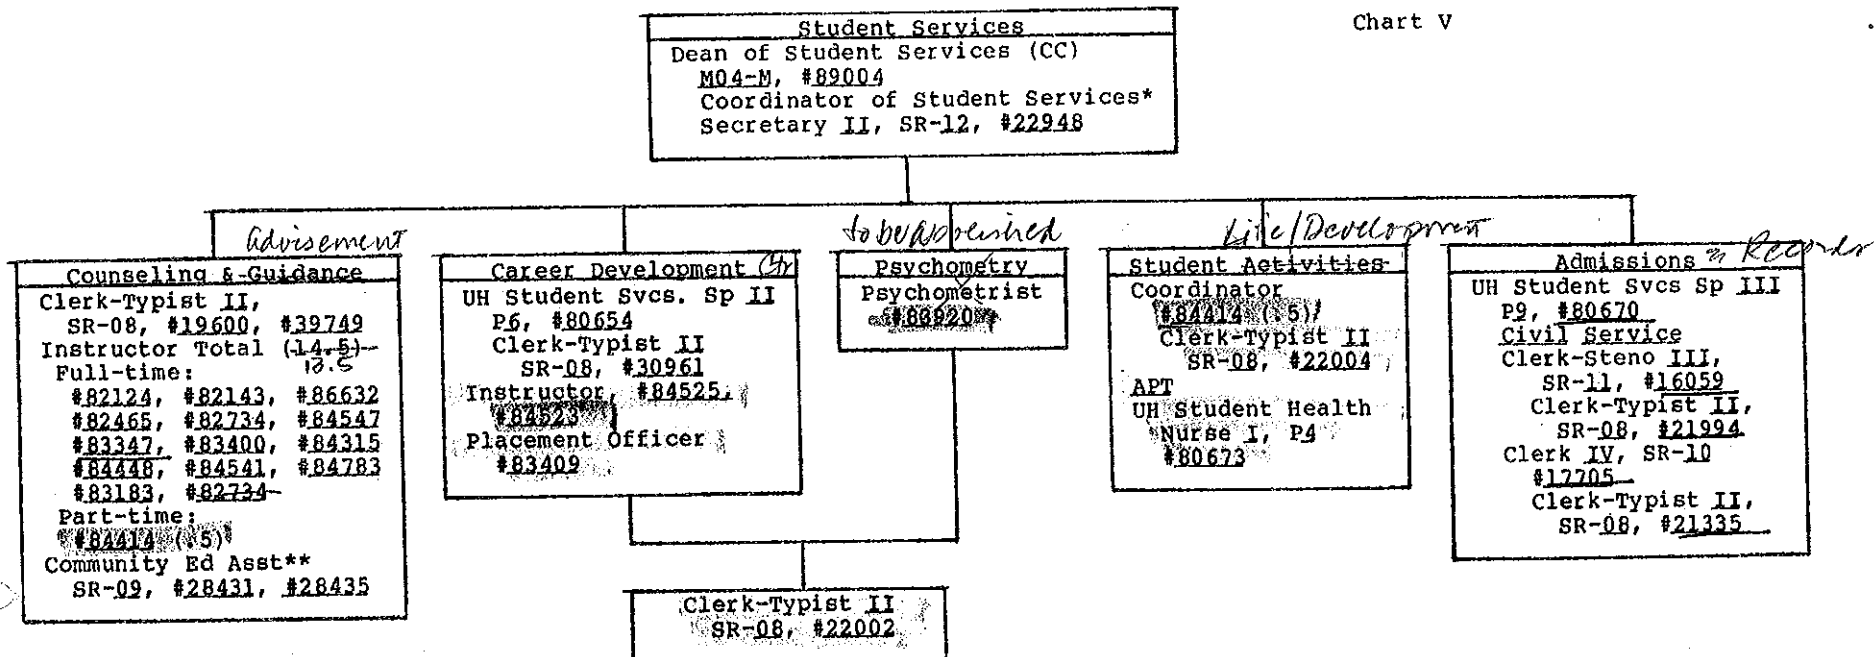 Chart V
Student Services
Dean of Student Services (CC)
M04-M, #89004
Coordinator of Student Services*
Secretary II, SR-12, #22948
Advisement
Counseling & Guidance
Clerk-Typist II,
SR-08, #19600, #39749
Instructor Total (14.5)
13.5
Full-time:
#82124, #82143, #86632
#82465, #82734, #84547
#83347, #83400, #84315
#84448, #84541, #84783
#83183, #82734
Part-time:
#84414 (.5)
Community Ed Asst**
SR-09, #28431, #28435
Career Development Ctr
UH Student Svcs. Sp II
P6, #80654
Clerk-Typist II
SR-08, #30961
Instructor, #84525,
#84523
Placement Officer
#83409
to be
Psychometry
Psychometrist
#83920
Life/Development
Student Activities
Coordinator
#84414 (.5)
Clerk-Typist II
SR-08, #22004
APT
UH Student Health
Nurse I, P4
#80673
Admissions & Records
UH Student Svcs Sp III
P9, #80670
Civil Service
Clerk-Steno III,
SR-11, #16059
Clerk-Typist II,
SR-08, #21994
Clerk IV, SR-10
#12705
Clerk-Typist II,
SR-08, #21335
Clerk-Typist II
SR-08, #22002